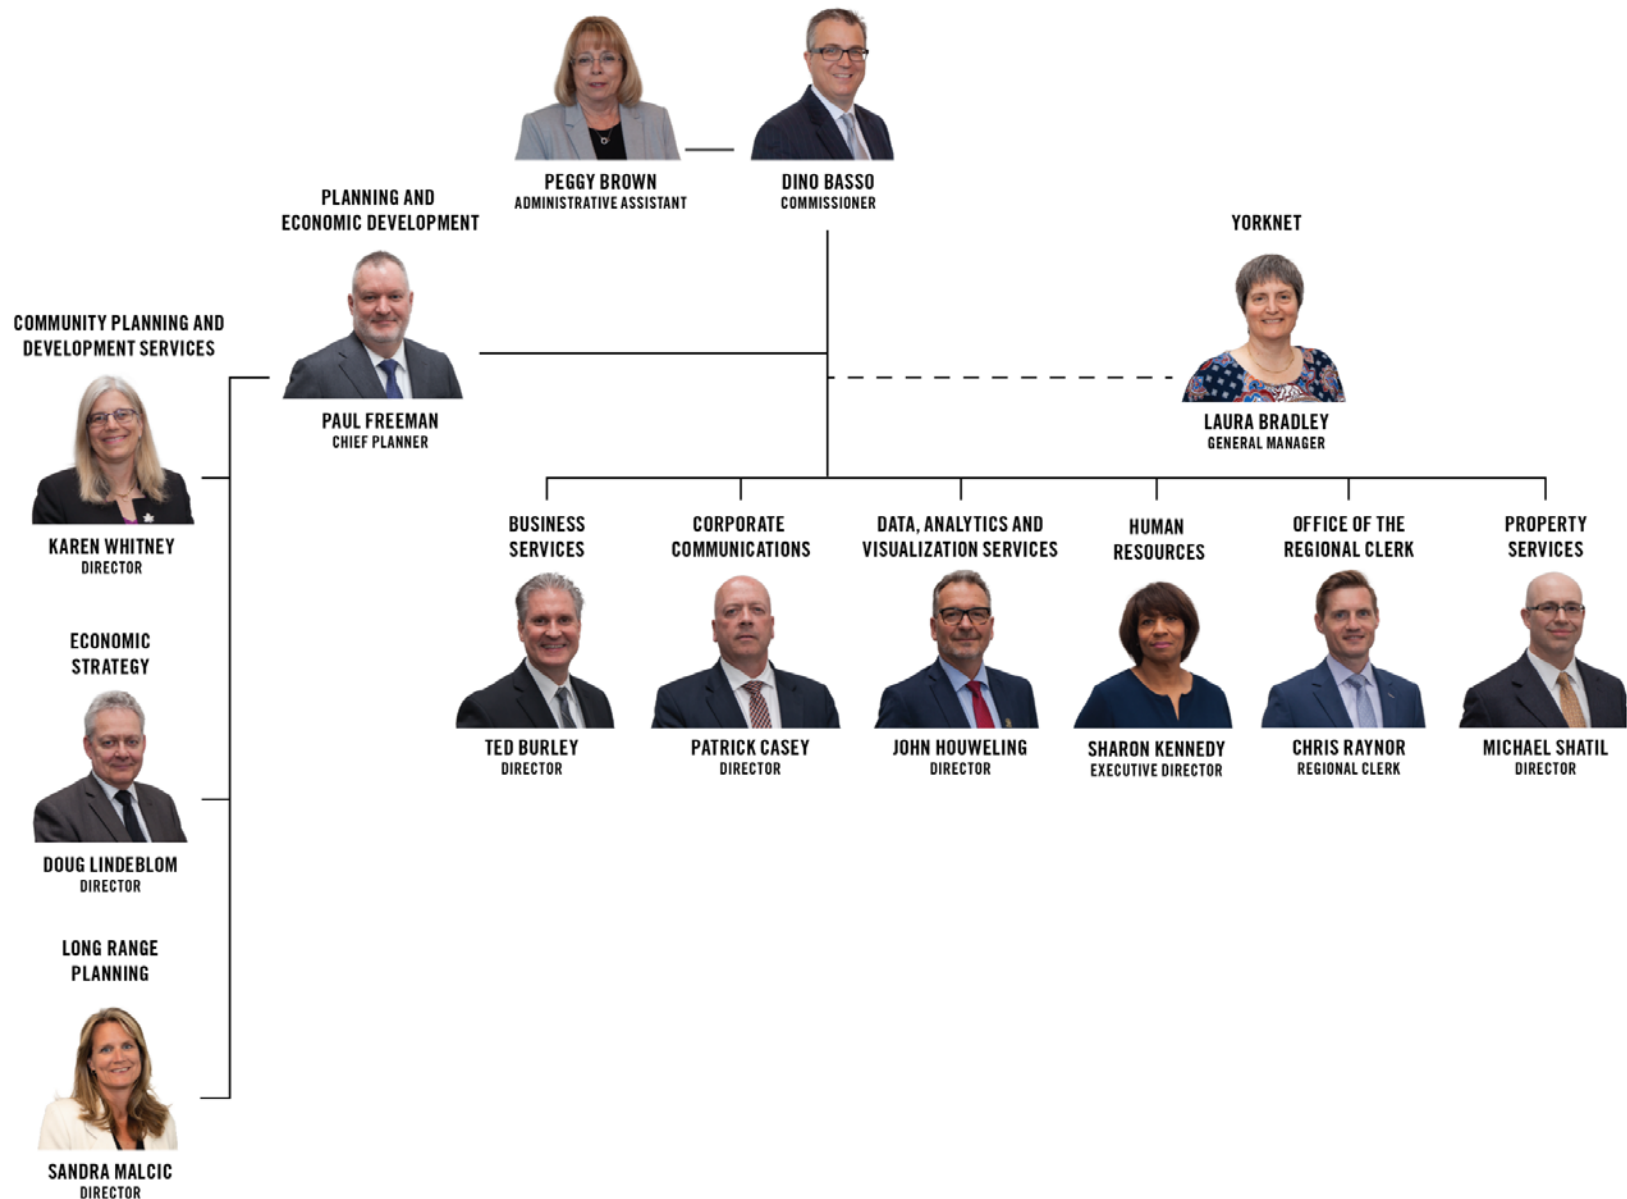 PEGGY BROWN
ADMINISTRATIVE ASSISTANT
DINO BASSO
COMMISSIONER
PLANNING AND
ECONOMIC DEVELOPMENT
PAUL FREEMAN
CHIEF PLANNER
YORKNET
LAURA BRADLEY
GENERAL MANAGER
COMMUNITY PLANNING AND
DEVELOPMENT SERVICES
KAREN WHITNEY
DIRECTOR
ECONOMIC
STRATEGY
DOUG LINDEBLOM
DIRECTOR
LONG RANGE
PLANNING
SANDRA MALCIC
DIRECTOR
BUSINESS
SERVICES
TED BURLEY
DIRECTOR
CORPORATE
COMMUNICATIONS
PATRICK CASEY
DIRECTOR
DATA, ANALYTICS AND
VISUALIZATION SERVICES
JOHN HOUWELING
DIRECTOR
HUMAN
RESOURCES
SHARON KENNEDY
EXECUTIVE DIRECTOR
OFFICE OF THE
REGIONAL CLERK
CHRIS RAYNOR
REGIONAL CLERK
PROPERTY
SERVICES
MICHAEL SHATIL
DIRECTOR